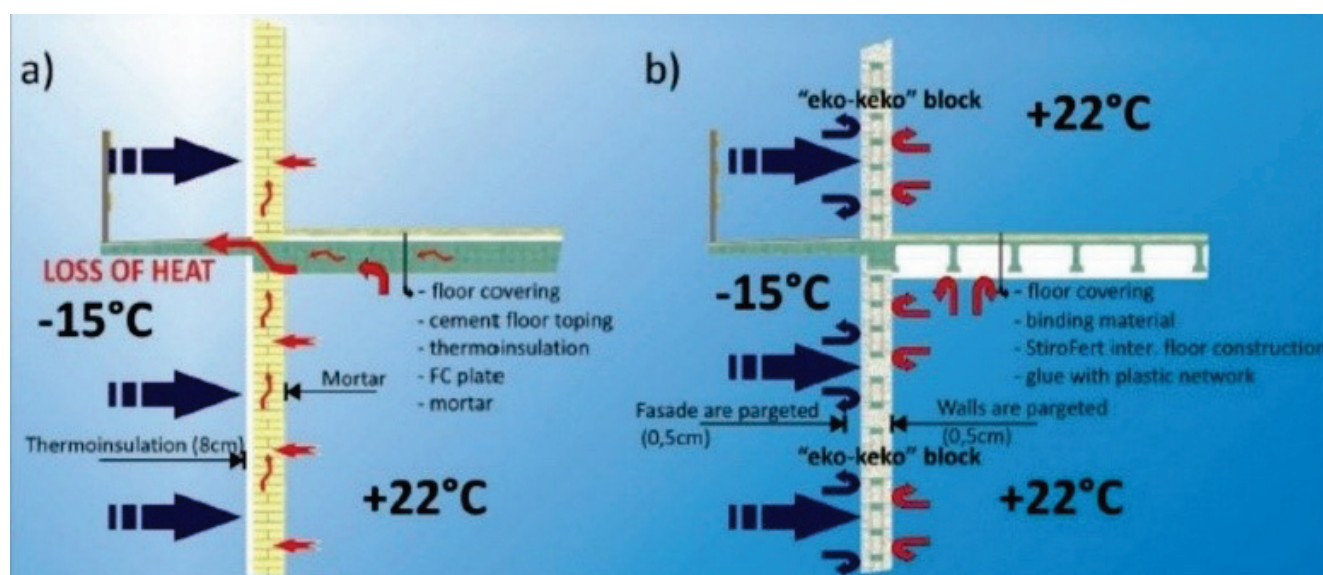 a)
LOSS OF HEAT
-15°C
- floor covering
- cement floor toping
- thermoinsulation
- FC plate
- mortar
Mortar
Thermoinsulation (8cm)
+22°C
b)
"eko-keko" block
+22°C
-15°C
- floor covering
- binding material
- StiroFert inter. floor construction
- glue with plastic network
Fasade are pargeted
(0,5cm)
Walls are pargeted
(0,5cm)
"eko-keko" block
+22°C